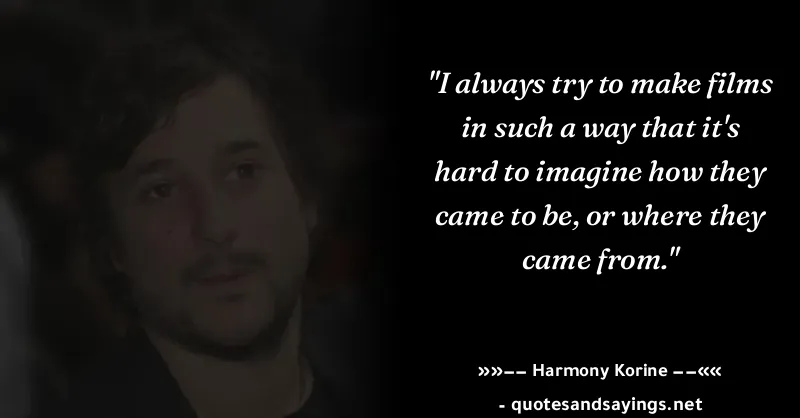 "I always try to make films
in such a way that it's
hard to imagine how they
came to be, or where they
came from."
»»−− Harmony Korine −−««
- quotesandsayings.net